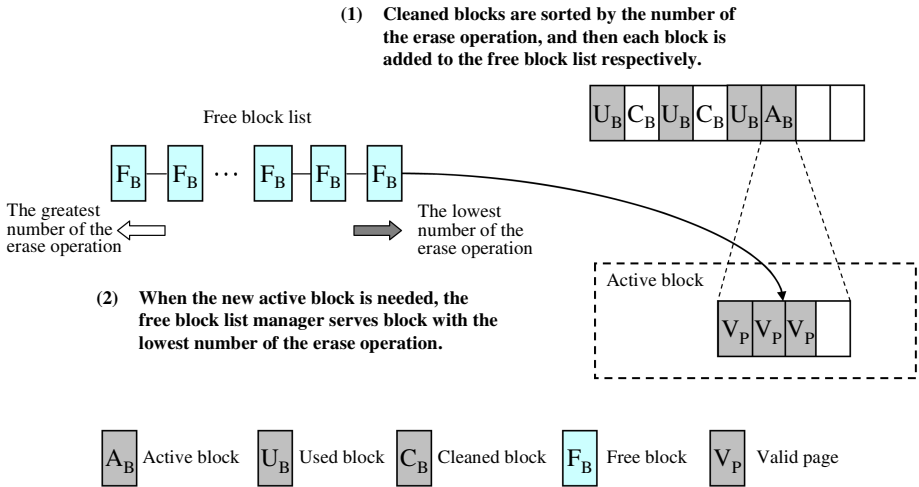 (1) Cleaned blocks are sorted by the number of
the erase operation, and then each block is
added to the free block list respectively.
U_B C_B U_B C_B U_B A_B
Free block list
F_B F_B ··· F_B F_B F_B
The greatest
number of the
erase operation
The lowest
number of the
erase operation
Active block
V_P V_P V_P
(2) When the new active block is needed, the
free block list manager serves block with the
lowest number of the erase operation.
A_B Active block U_B Used block C_B Cleaned block F_B Free block V_P Valid page